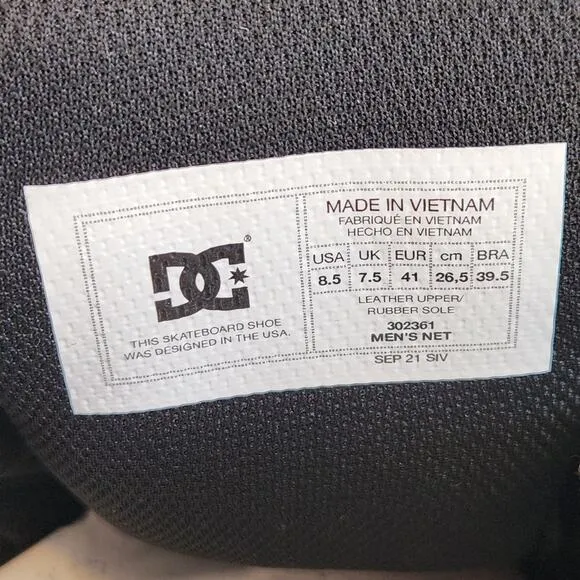 DC
®
THIS SKATEBOARD SHOE
WAS DESIGNED IN THE USA.
MADE IN VIETNAM
FABRIQUÉ EN VIETNAM
HECHO EN VIETNAM
USA UK EUR cm BRA
8.5 7.5 41 26,5 39.5
LEATHER UPPER/
RUBBER SOLE
302361
MEN'S NET
SEP 21 SIV